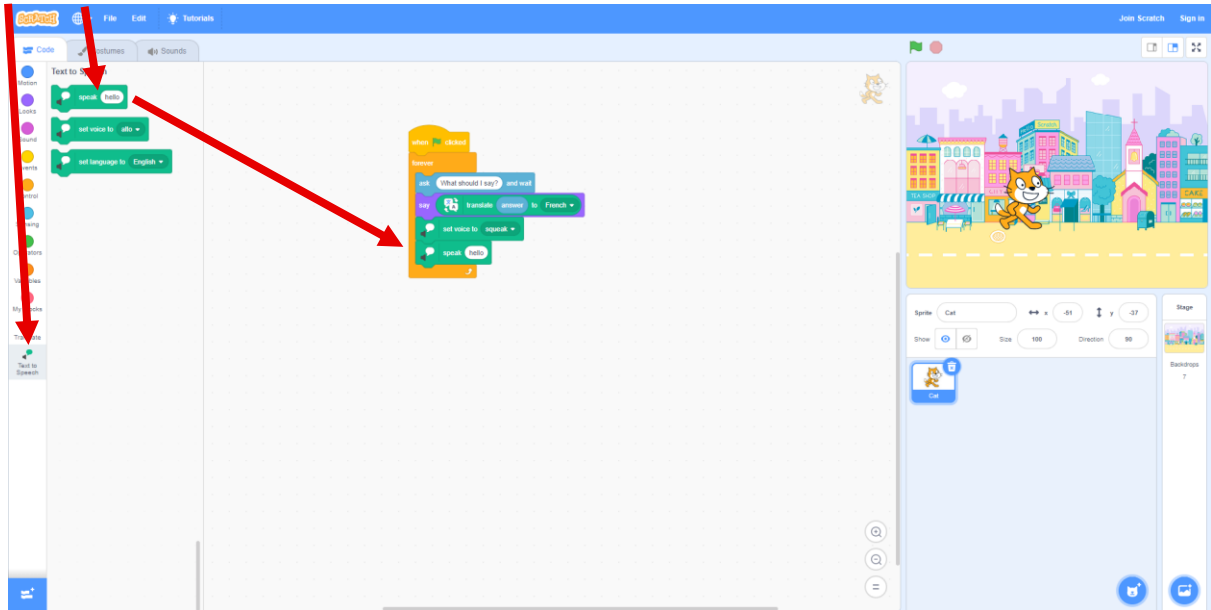 SCRATCH File Edit Tutorials Join Scratch Sign in
Code Costumes Sounds
Motion
Looks
Sound
Events
Control
Sensing
Operators
Variables
My Blocks
Translate
Text to
Speech
Text to Speech
speak hello
set voice to alto
set language to English
when clicked
forever
ask What should I say? and wait
say translate answer to French
set voice to squeak
speak hello
TEA SHOP
CAKE
Sprite Cat x -51 y -37
Show Size 100 Direction 90
Cat
Stage
Backdrops
7